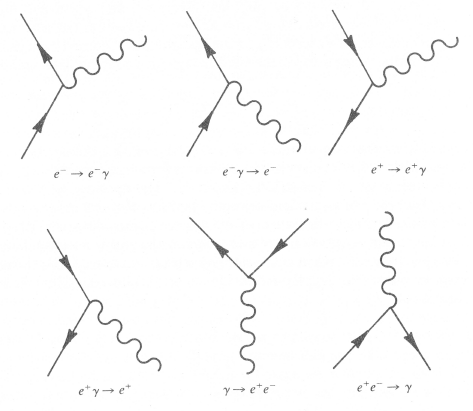 e⁻ → e⁻ γ
e⁻ γ → e⁻
e⁺ → e⁺ γ
e⁺ γ → e⁺
γ → e⁺ e⁻
e⁺ e⁻ → γ